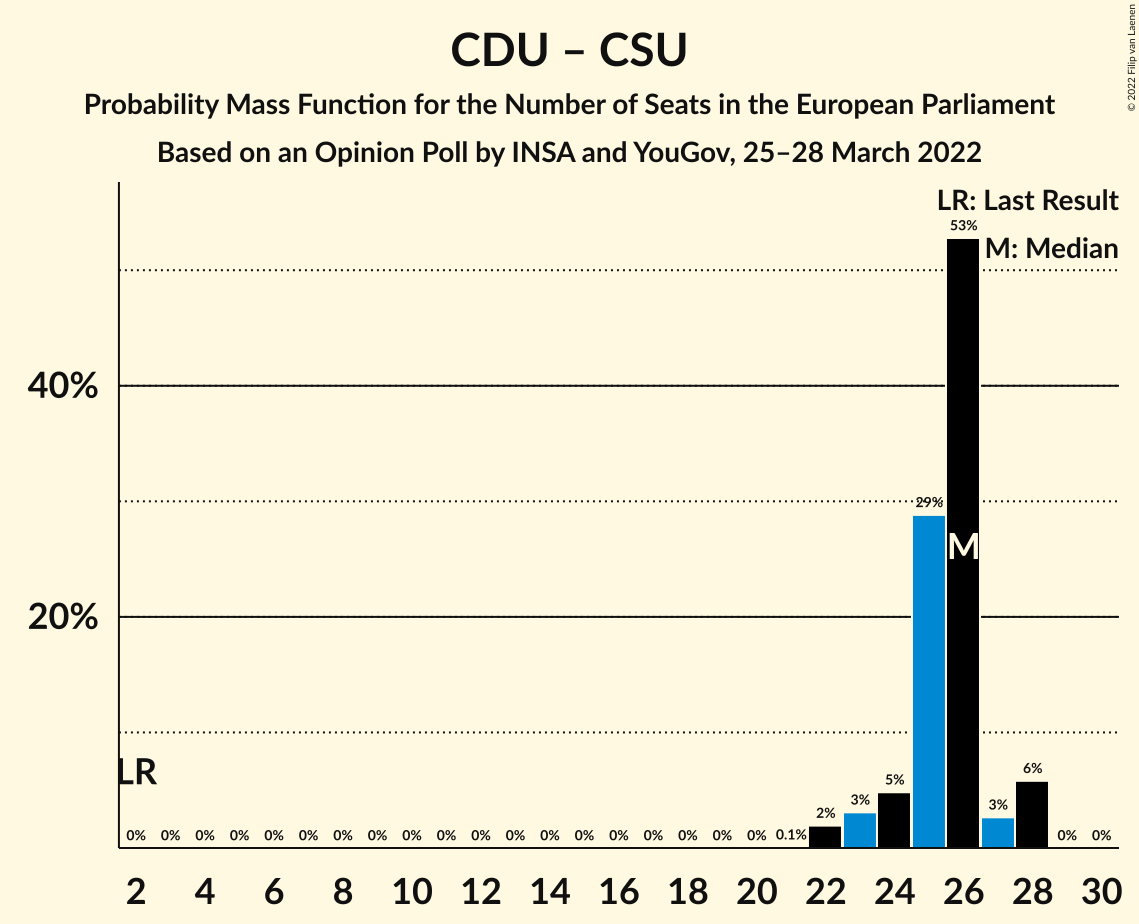 CDU – CSU
Probability Mass Function for the Number of Seats in the European Parliament
Based on an Opinion Poll by INSA and YouGov, 25–28 March 2022
© 2022 Filip van Laenen
LR: Last Result
M: Median
53%
40%
29%
M
20%
LR
0% 0% 0% 0% 0% 0% 0% 0% 0% 0% 0% 0% 0% 0% 0% 0% 0% 0% 0% 0.1% 2% 3% 5% 3% 6% 0% 0%
2 4 6 8 10 12 14 16 18 20 22 24 26 28 30